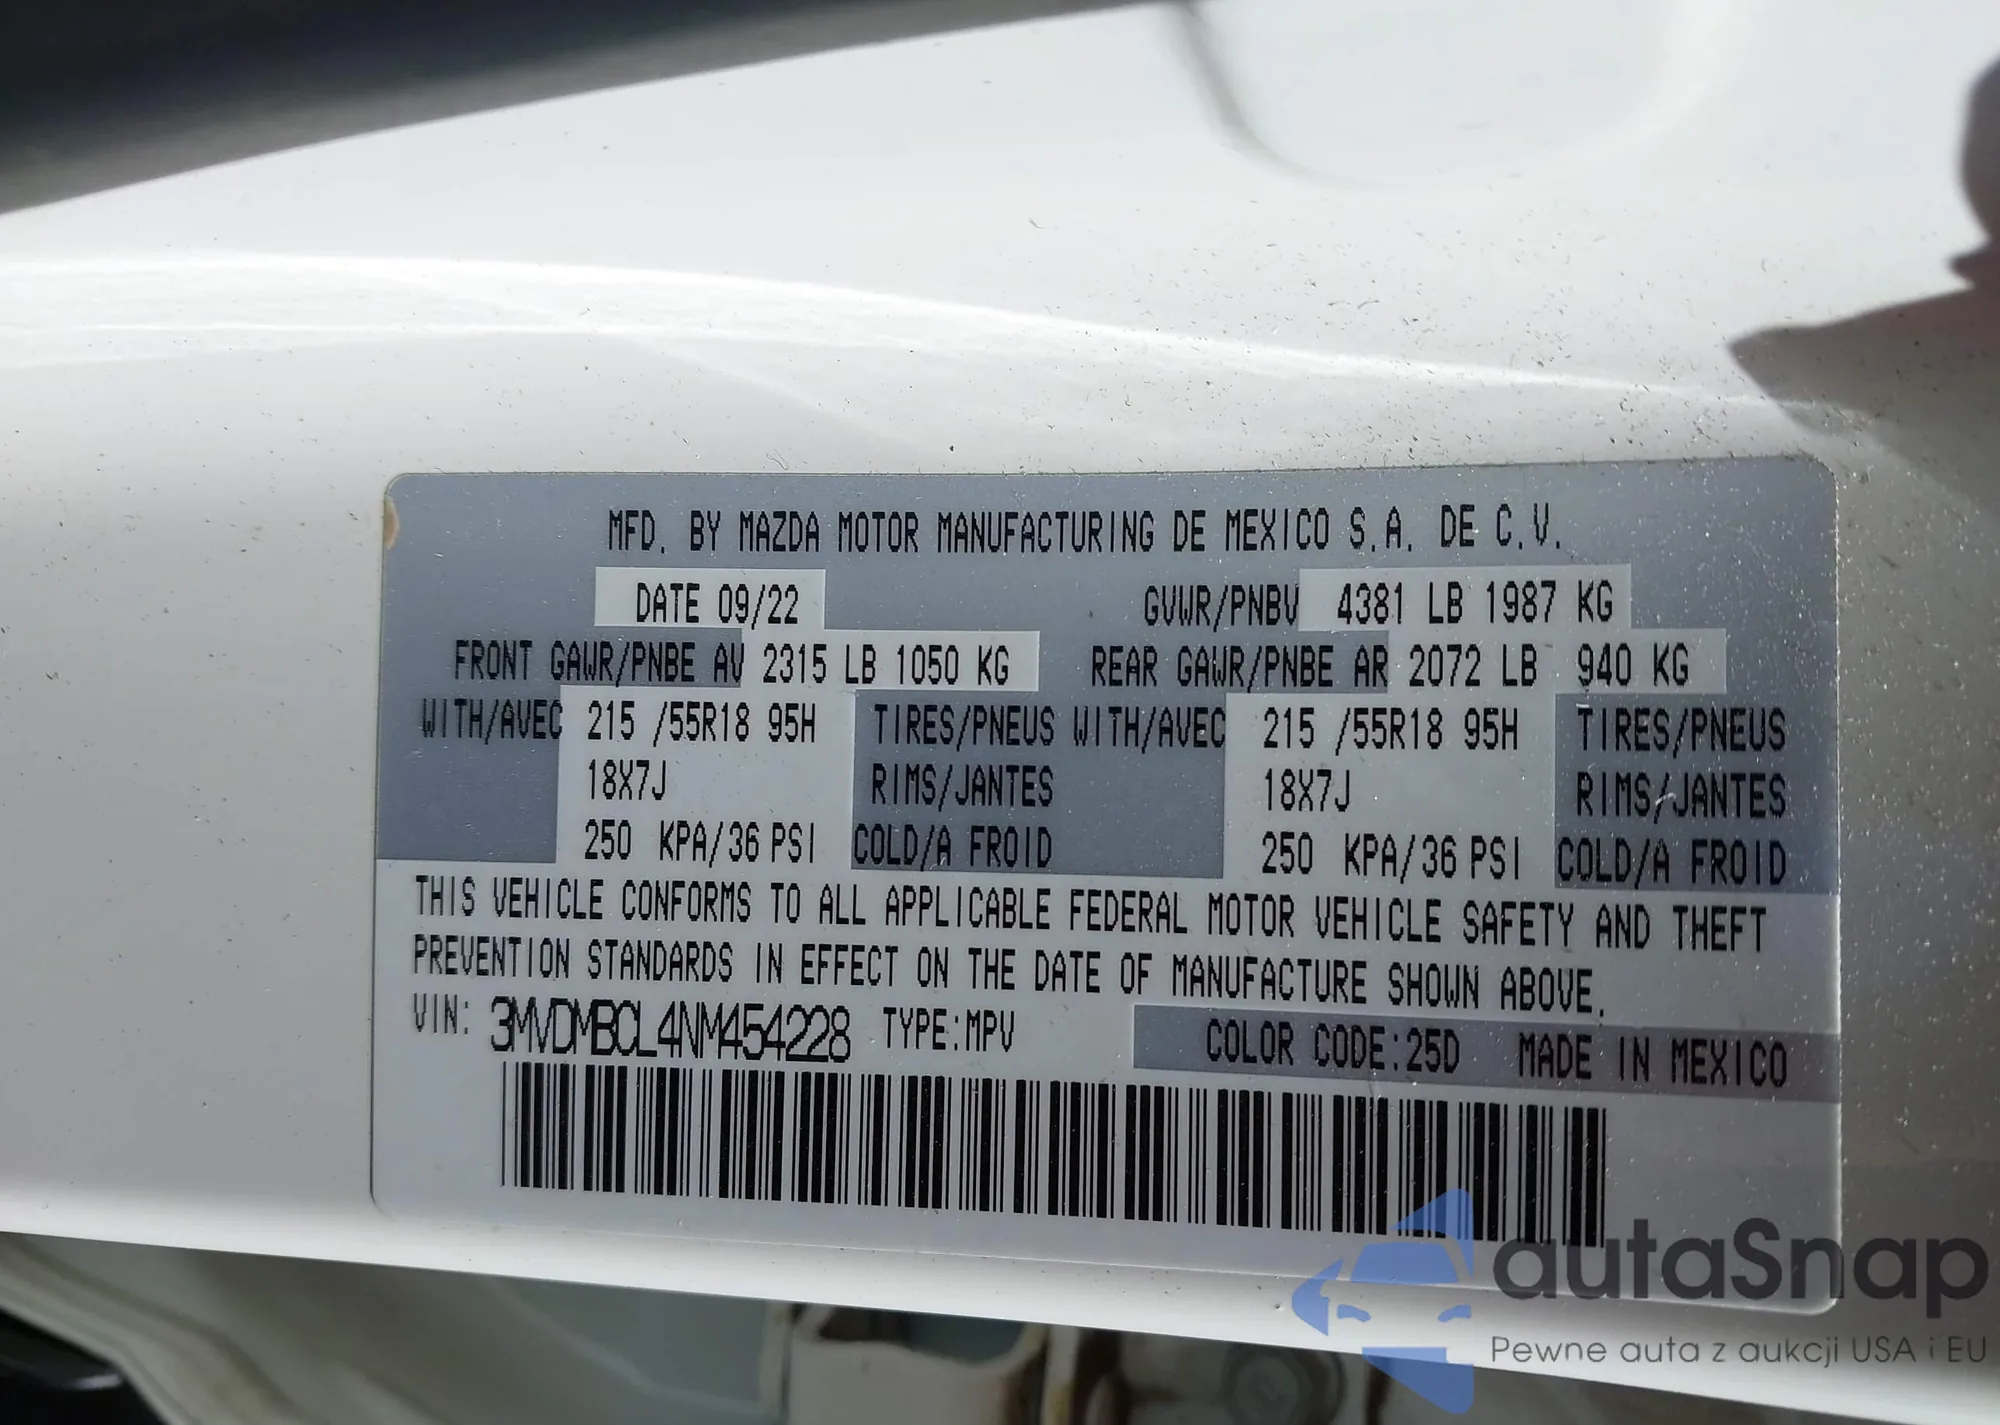 MFD. BY MAZDA MOTOR MANUFACTURING DE MEXICO S.A. DE C.V.
DATE 09/22 GVWR/PNBV 4381 LB 1987 KG
FRONT GAWR/PNBE AV 2315 LB 1050 KG REAR GAWR/PNBE AR 2072 LB 940 KG
WITH/AVEC 215 /55R18 95H TIRES/PNEUS WITH/AVEC 215 /55R18 95H TIRES/PNEUS
18X7J RIMS/JANTES 18X7J RIMS/JANTES
250 KPA/36 PSI COLD/A FROID 250 KPA/36 PSI COLD/A FROID
THIS VEHICLE CONFORMS TO ALL APPLICABLE FEDERAL MOTOR VEHICLE SAFETY AND THEFT
PREVENTION STANDARDS IN EFFECT ON THE DATE OF MANUFACTURE SHOWN ABOVE.
VIN: 3MVDMBCL4NM454228 TYPE:MPV COLOR CODE:25D MADE IN MEXICO
autaSnap
Pewne auta z aukcji USA i EU